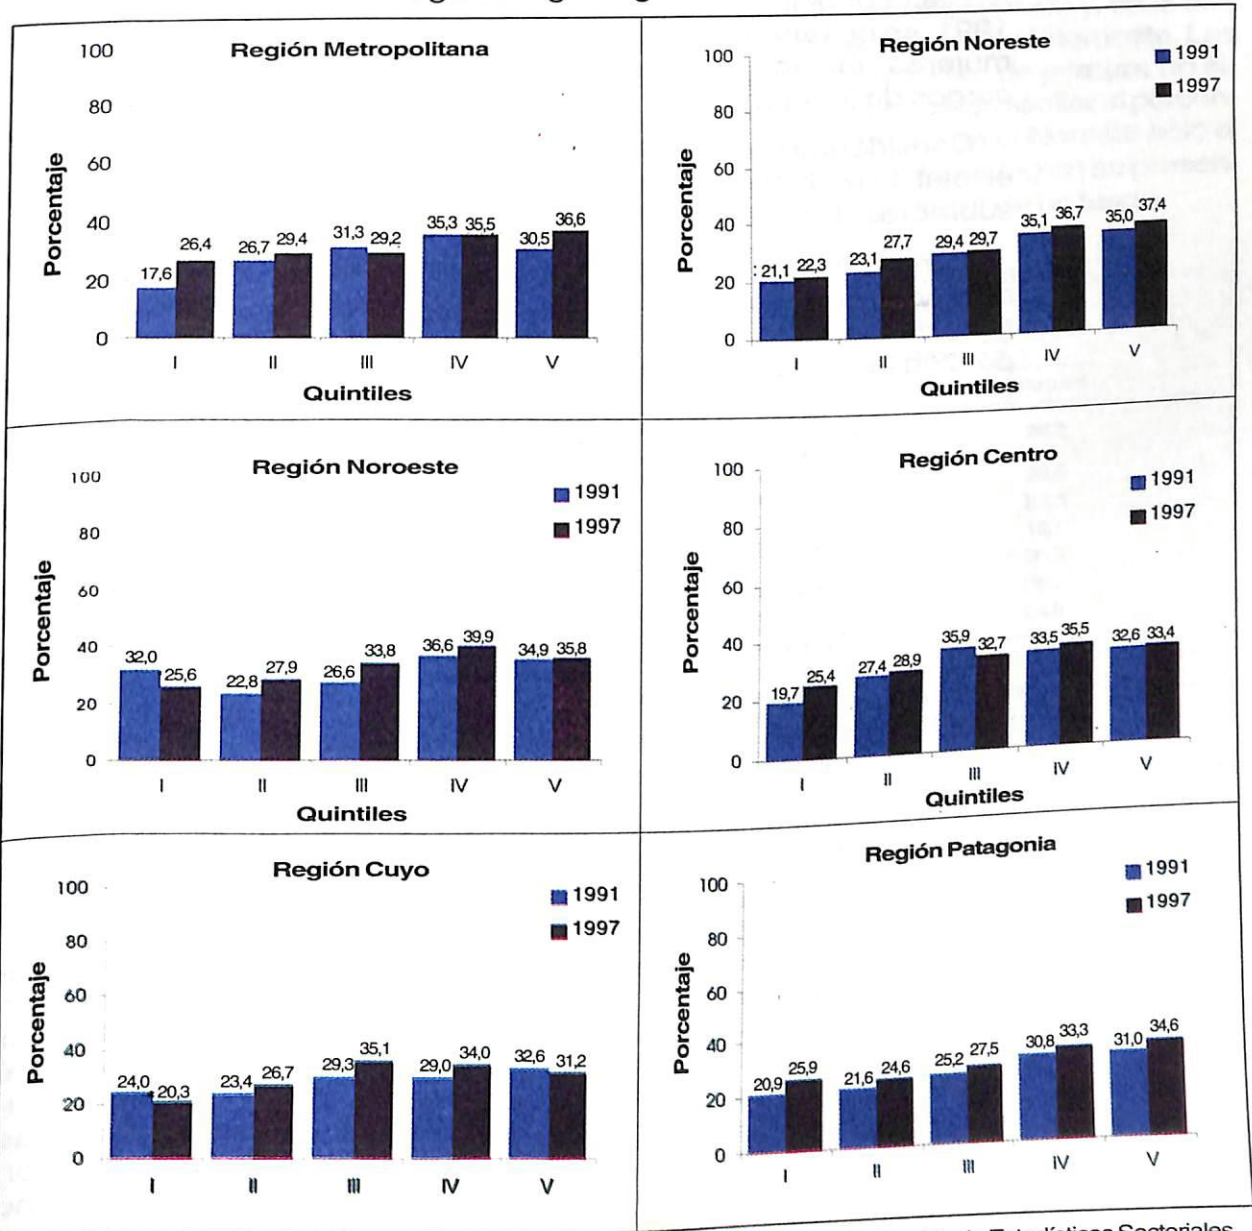 Región Metropolitana
Porcentaje
100
80
60
40
20
0
17,6 26,4 26,7 29,4 31,3 29,2 35,3 35,5 30,5 36,6
I II III IV V
Quintiles
Región Noreste
1991
1997
Porcentaje
100
80
60
40
20
0
21,1 22,3 23,1 27,7 29,4 29,7 35,1 36,7 35,0 37,4
I II III IV V
Quintiles
Región Noroeste
1991
1997
Porcentaje
100
80
60
40
20
0
32,0 25,6 22,8 27,9 26,6 33,8 36,6 39,9 34,9 35,8
I II III IV V
Quintiles
Región Centro
1991
1997
Porcentaje
100
80
60
40
20
0
19,7 25,4 27,4 28,9 35,9 32,7 33,5 35,5 32,6 33,4
I II III IV V
Quintiles
Región Cuyo
1991
1997
Porcentaje
100
80
60
40
20
0
24,0 20,3 23,4 26,7 29,3 35,1 29,0 34,0 32,6 31,2
I II III IV V
Región Patagonia
1991
1997
Porcentaje
100
80
60
40
20
0
20,9 25,9 21,6 24,6 25,2 27,5 30,8 33,3 31,0 34,6
I II III IV V
Estadísticas Sectoriales